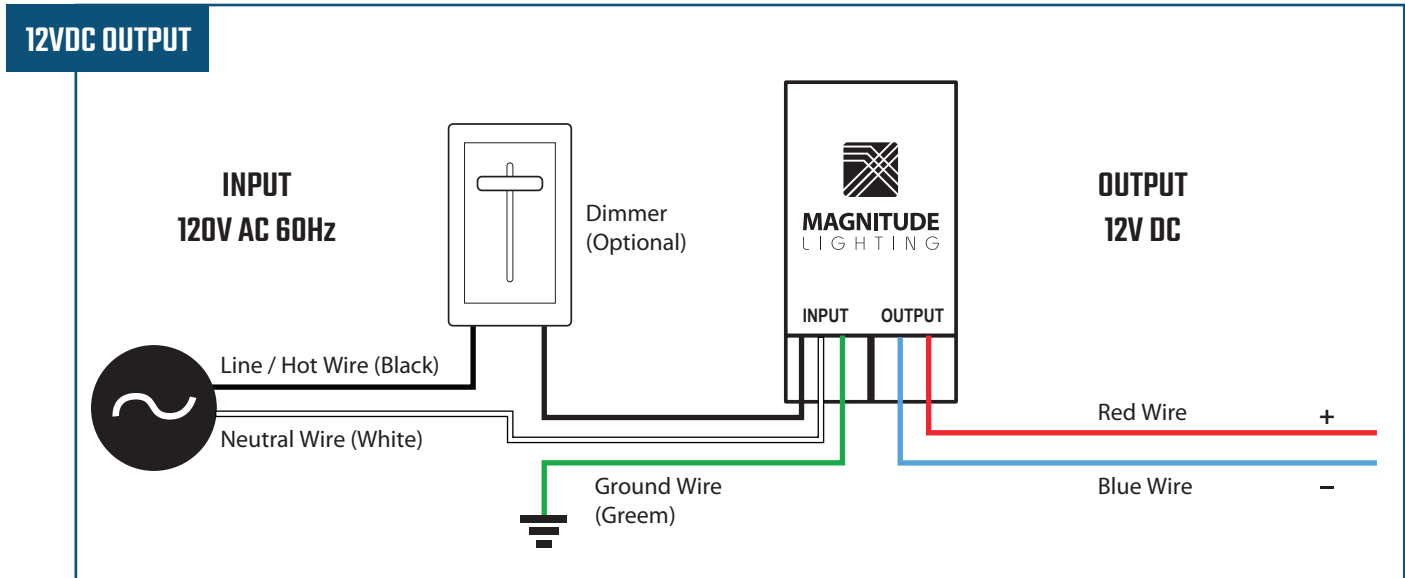 12VDC OUTPUT
INPUT
120V AC 60Hz
Dimmer
(Optional)
MAGNITUDE
LIGHTING
INPUT OUTPUT
OUTPUT
12V DC
Line / Hot Wire (Black)
Neutral Wire (White)
Ground Wire
(Greem)
Red Wire +
Blue Wire –